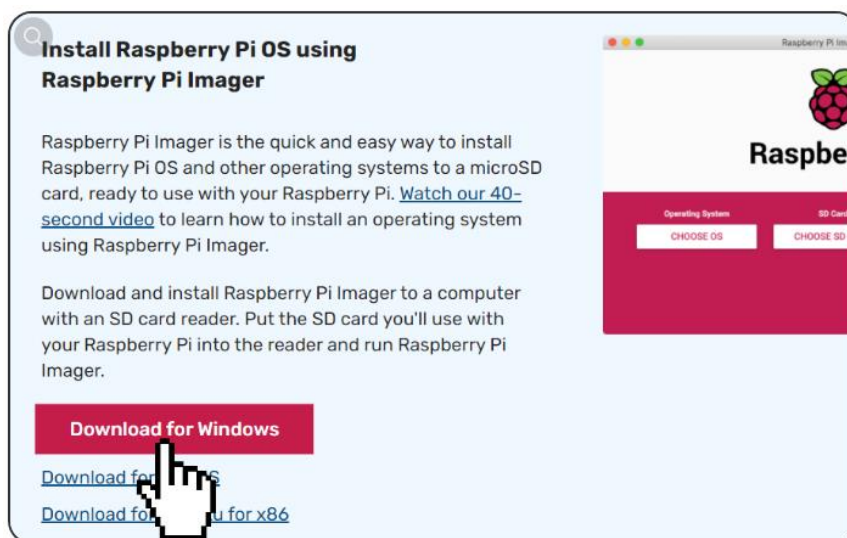 Install Raspberry Pi OS using
Raspberry Pi Imager
Raspberry Pi Imager is the quick and easy way to install
Raspberry Pi OS and other operating systems to a microSD
card, ready to use with your Raspberry Pi. Watch our 40-
second video to learn how to install an operating system
using Raspberry Pi Imager.
Download and install Raspberry Pi Imager to a computer
with an SD card reader. Put the SD card you'll use with
your Raspberry Pi into the reader and run Raspberry Pi
Imager.
Download for Windows
Download for
Download for x86
Raspberry Pi
Raspbe
Operating System
SD Card
CHOOSE OS
CHOOSE SD